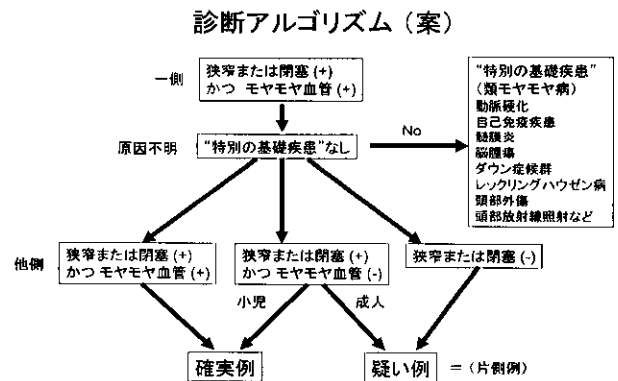 診断アルゴリズム（案）
一側
狭窄または閉塞 (+)
かつ モヤモヤ血管 (+)
原因不明
“特別の基礎疾患”なし
No
“特別の基礎疾患”
(類モヤモヤ病)
動脈硬化
自己免疫疾患
髄膜炎
脳腫瘍
ダウン症候群
レックリングハウゼン病
頭部外傷
頭部放射線照射など
他側
狭窄または閉塞 (+)
かつ モヤモヤ血管 (+)
狭窄または閉塞 (+)
かつ モヤモヤ血管 (-)
狭窄または閉塞 (-)
小児
成人
確実例
疑い例
= (片側例)